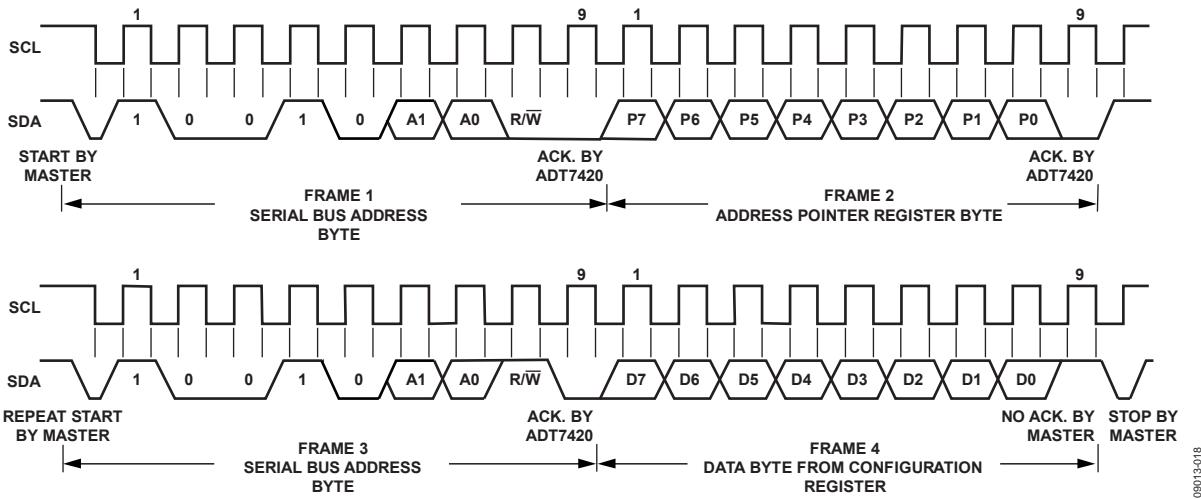 1 9 1 9
SCL
SDA 1 0 0 1 0 A1 A0 R/W̅ P7 P6 P5 P4 P3 P2 P1 P0
START BY
MASTER
ACK. BY
ADT7420
ACK. BY
ADT7420
FRAME 1
SERIAL BUS ADDRESS
BYTE
FRAME 2
ADDRESS POINTER REGISTER BYTE
1 9 1 9
SCL
SDA 1 0 0 1 0 A1 A0 R/W̅ D7 D6 D5 D4 D3 D2 D1 D0
REPEAT START
BY MASTER
ACK. BY
ADT7420
NO ACK. BY
MASTER
STOP BY
MASTER
FRAME 3
SERIAL BUS ADDRESS
BYTE
FRAME 4
DATA BYTE FROM CONFIGURATION
REGISTER
09013-018